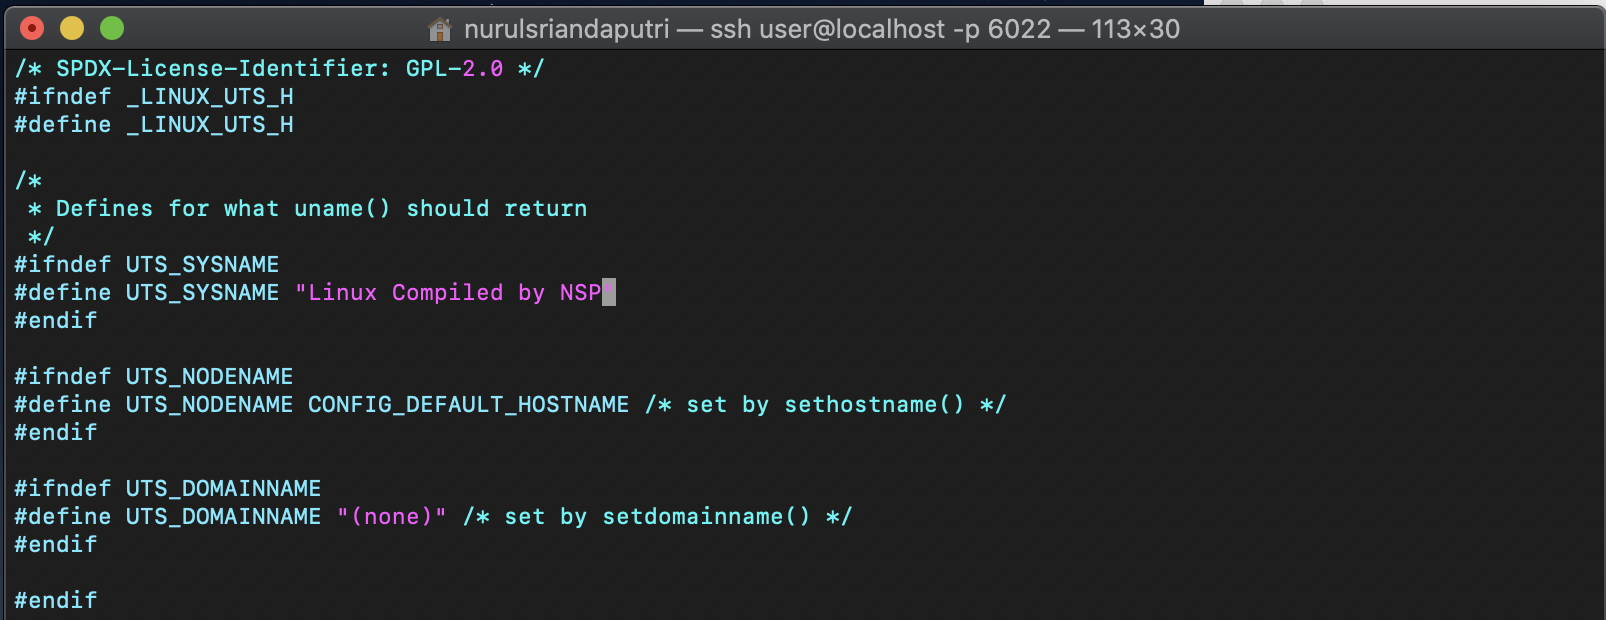 nurulsriandaputri — ssh user@localhost -p 6022 — 113×30
/* SPDX-License-Identifier: GPL-2.0 */
#ifndef _LINUX_UTS_H
#define _LINUX_UTS_H
/*
 * Defines for what uname() should return
 */
#ifndef UTS_SYSNAME
#define UTS_SYSNAME "Linux Compiled by NSP"
#endif
#ifndef UTS_NODENAME
#define UTS_NODENAME CONFIG_DEFAULT_HOSTNAME /* set by sethostname() */
#endif
#ifndef UTS_DOMAINNAME
#define UTS_DOMAINNAME "(none)" /* set by setdomainname() */
#endif
#endif